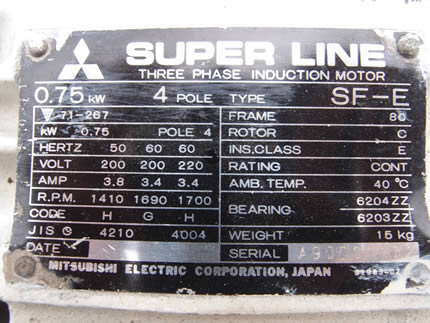 SUPER LINE
THREE PHASE INDUCTION MOTOR
0.75 kW 4 POLE TYPE SF-E
▽ 71-267 FRAME 80
kW 0.75 POLE 4 ROTOR C
HERTZ 50 60 60 INS.CLASS E
VOLT 200 200 220 RATING CONT
AMP 3.8 3.4 3.4 AMB. TEMP. 40 °C
R.P.M. 1410 1690 1700 BEARING 6204ZZ
CODE H G H 6203ZZ
JIS C 4210 4004 WEIGHT 15 kg
DATE SERIAL
MITSUBISHI ELECTRIC CORPORATION, JAPAN